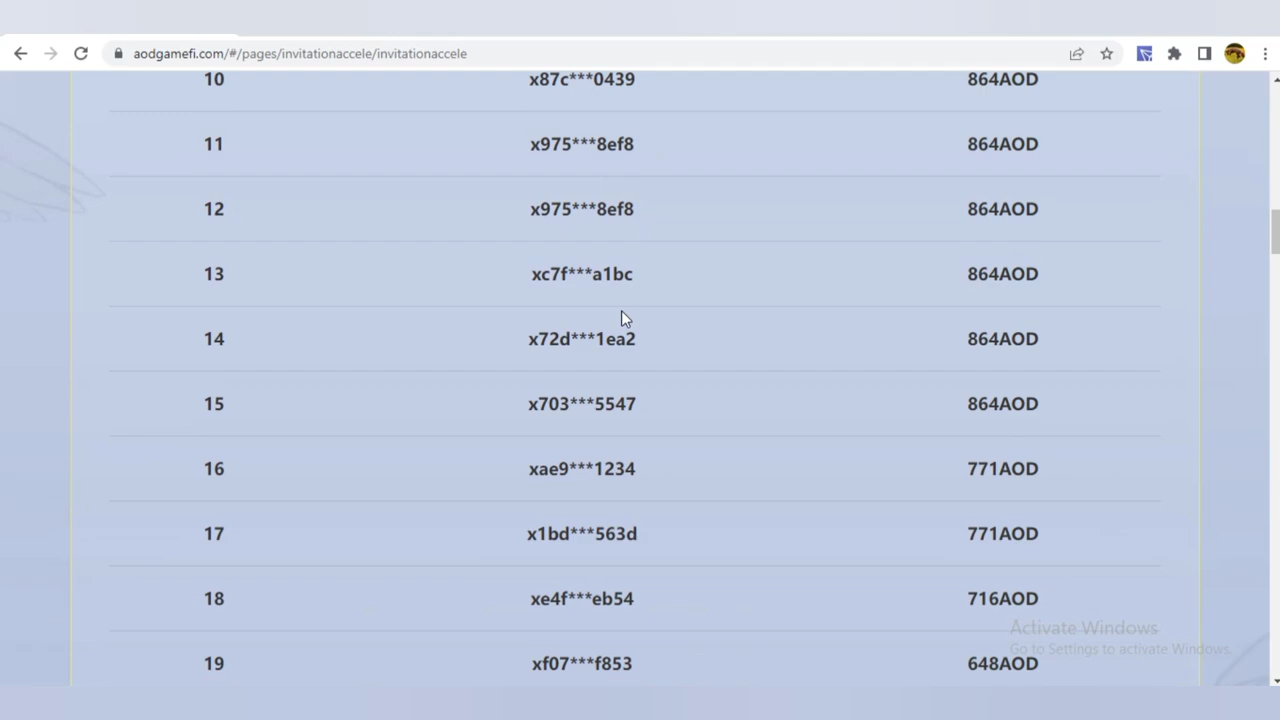 aodgamefi.com/#/pages/invitationaccele/invitationaccele
10 x87c***0439 864AOD
11 x975***8ef8 864AOD
12 x975***8ef8 864AOD
13 xc7f***a1bc 864AOD
14 x72d***1ea2 864AOD
15 x703***5547 864AOD
16 xae9***1234 771AOD
17 x1bd***563d 771AOD
18 xe4f***eb54 716AOD
Activate Windows
Go to Settings to activate Windows.
19 xf07***f853 648AOD